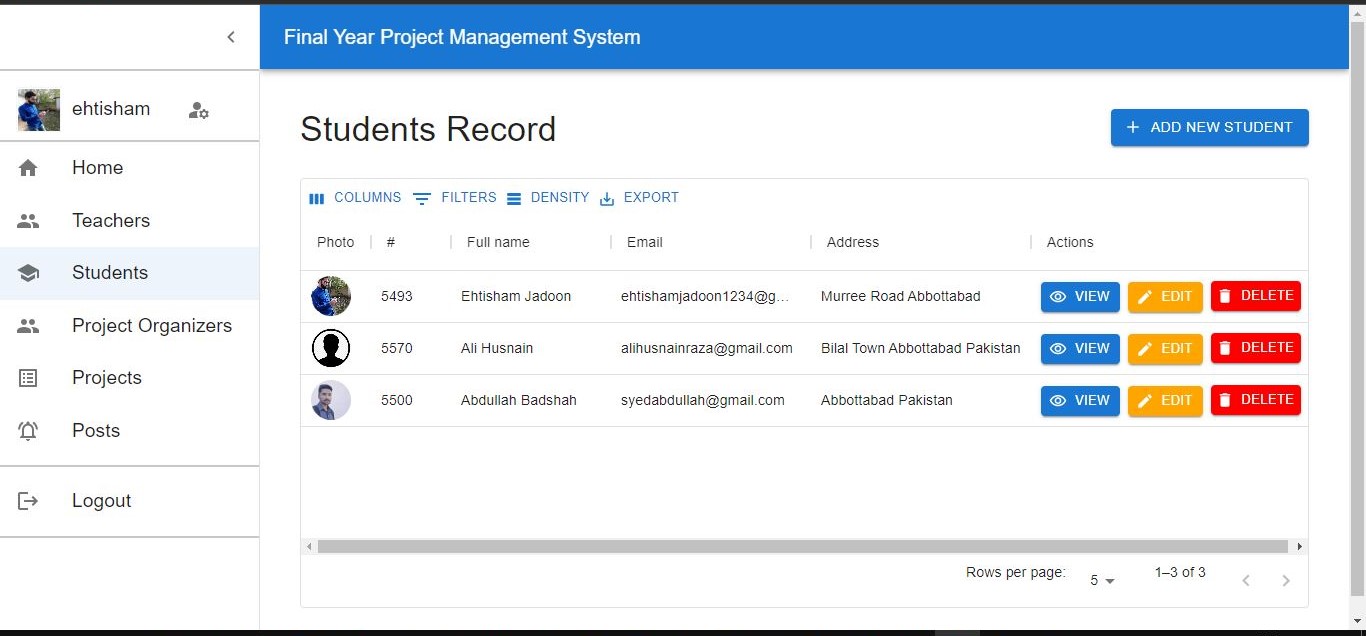 Final Year Project Management System
ehtisham
Home
Teachers
Students
Project Organizers
Projects
Posts
Logout
Students Record
+ ADD NEW STUDENT
COLUMNS FILTERS DENSITY EXPORT
Photo # Full name Email Address Actions
5493 Ehtisham Jadoon ehtishamjadoon1234@g... Murree Road Abbottabad VIEW EDIT DELETE
5570 Ali Husnain alihusnainraza@gmail.com Bilal Town Abbottabad Pakistan VIEW EDIT DELETE
5500 Abdullah Badshah syedabdullah@gmail.com Abbottabad Pakistan VIEW EDIT DELETE
Rows per page: 5 1–3 of 3